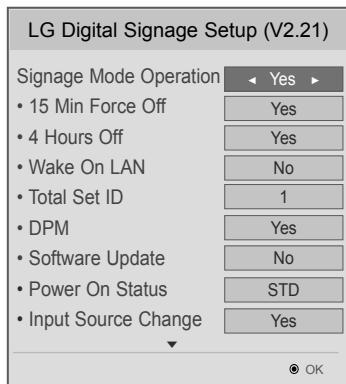 LG Digital Signage Setup (V2.21)
Signage Mode Operation ◄ Yes ►
• 15 Min Force Off Yes
• 4 Hours Off Yes
• Wake On LAN No
• Total Set ID 1
• DPM Yes
• Software Update No
• Power On Status STD
• Input Source Change Yes
▼
◉ OK